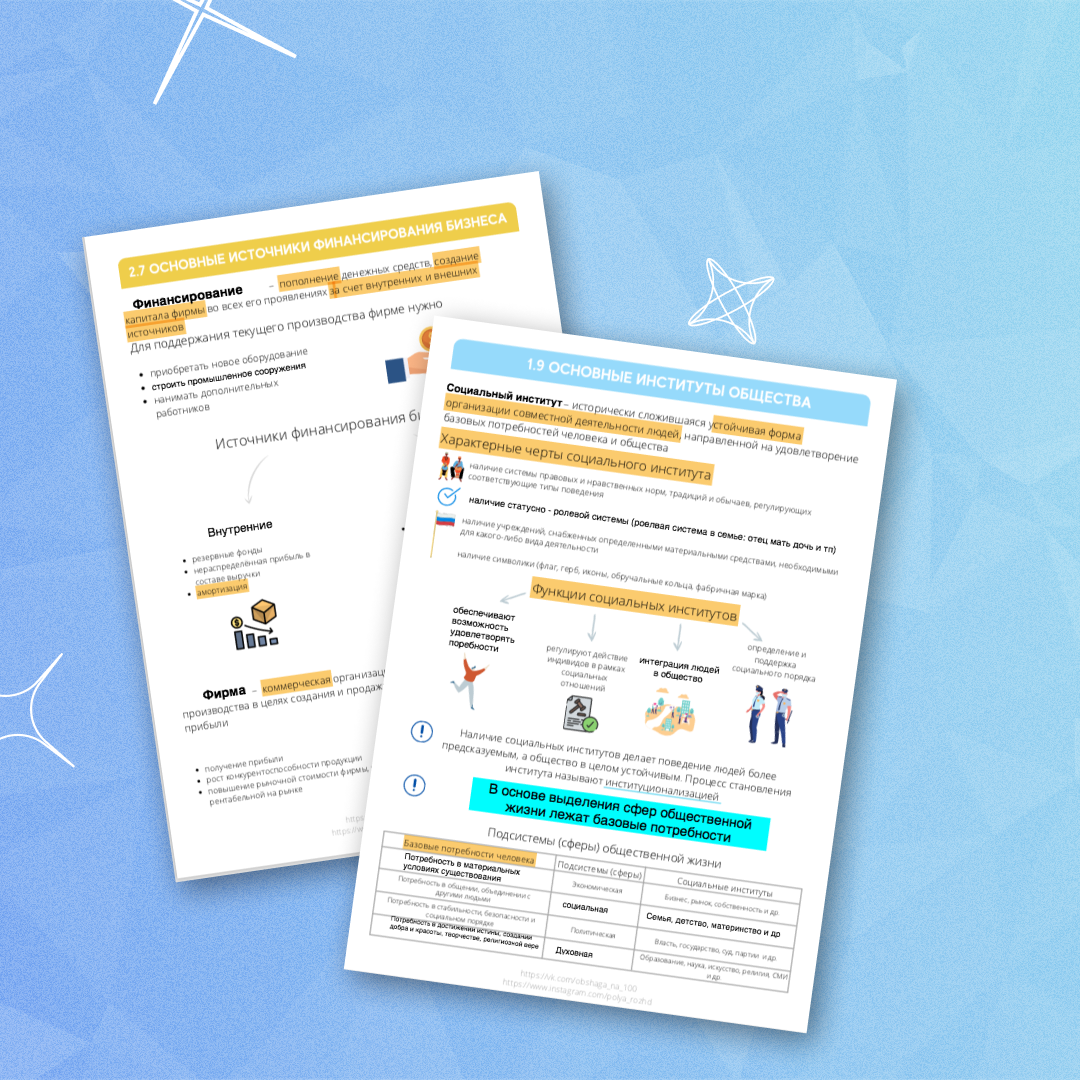 2.7 ОСНОВНЫЕ ИСТОЧНИКИ ФИНАНСИРОВАНИЯ БИЗНЕСА
Финансирование – пополнение денежных средств, создание
капитала фирмы во всех его проявлениях за счет внутренних и внешних
источников
Для поддержания текущего производства фирме нужно
приобретать новое оборудование
строить промышленное сооружения
нанимать дополнительных
работников
Источники финансирования
Внутренние
резервные фонды
нераспределённая прибыль в
составе выручки
амортизация
Фирма – коммерческая
производства в целях создания и
прибыли
получение прибыли
рост конкурентоспособности продукции
повышение рыночной стоимости фирмы,
рентабельной на рынке
1.9 ОСНОВНЫЕ ИНСТИТУТЫ ОБЩЕСТВА
Социальный институт – исторически сложившаяся устойчивая форма
организации совместной деятельности людей, направленной на удовлетворение
базовых потребностей человека и общества
Характерные черты социального института
наличие системы правовых и нравственных норм, традиций и обычаев, регулирующих
соответствующие типы поведения
наличие статусно - ролевой системы (роелвая система в семье: отец мать дочь и тп)
наличие учреждений, снабженных определенными материальными средствами, необходимыми
для какого-либо вида деятельности
наличие символики (флаг, герб, иконы, обручальные кольца, фабричная марка)
Функции социальных институтов
обеспечивают
возможность
удовлетворять
поребности
регулируют действие
индивидов в рамках
социальных
отношений
интеграция людей
в общество
определение и
поддержка
социального порядка
Наличие социальных институтов делает поведение людей более
предсказуемым, а общество в целом устойчивым. Процесс становления
института называют институционализацией
В основе выделения сфер общественной
жизни лежат базовые потребности
Подсистемы (сферы) общественной жизни
Базовые потребности человека Подсистемы (сферы) Социальные институты
Потребность в материальных
условиях существования
Экономическая
Бизнес, рынок, собственность и др.
Потребность в общении, объединении с
другими людьми
социальная
Семья, детство, материнство и др
Потребность в стабильности, безопасности и
социальном порядке
Политическая
Власть, государство, суд, партии и др.
Потребность в достижении истины, создании
добра и красоты, творчестве, религиозной вере
Духовная
Образование, наука, искусство, религия, СМИ
и др.
https://vk.com/obshaga_na_100
https://www.instagram.com/polya_rozhd